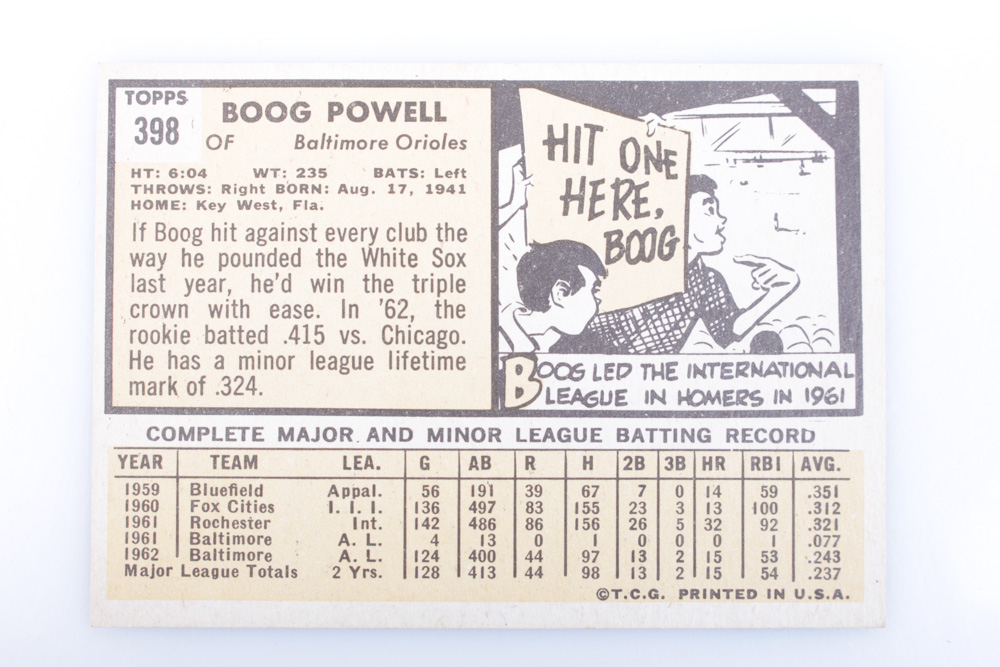 TOPPS
398
BOOG POWELL
OF Baltimore Orioles
HT: 6:04 WT: 235 BATS: Left
THROWS: Right BORN: Aug. 17, 1941
HOME: Key West, Fla.
If Boog hit against every club the
way he pounded the White Sox
last year, he'd win the triple
crown with ease. In '62, the
rookie batted .415 vs. Chicago.
He has a minor league lifetime
mark of .324.
HIT ONE
HERE,
BOOG
BOOG LED THE INTERNATIONAL
LEAGUE IN HOMERS IN 1961
COMPLETE MAJOR AND MINOR LEAGUE BATTING RECORD
YEAR TEAM LEA. G AB R H 2B 3B HR RBI AVG.
1959 Bluefield Appal. 56 191 39 67 7 0 14 59 .351
1960 Fox Cities I. I. I. 136 497 83 155 23 3 13 100 .312
1961 Rochester Int. 142 486 86 156 26 5 32 92 .321
1961 Baltimore A. L. 4 13 0 1 0 0 0 1 .077
1962 Baltimore A. L. 124 400 44 97 13 2 15 53 .243
Major League Totals 2 Yrs. 128 413 44 98 13 2 15 54 .237
©T.C.G. PRINTED IN U.S.A.